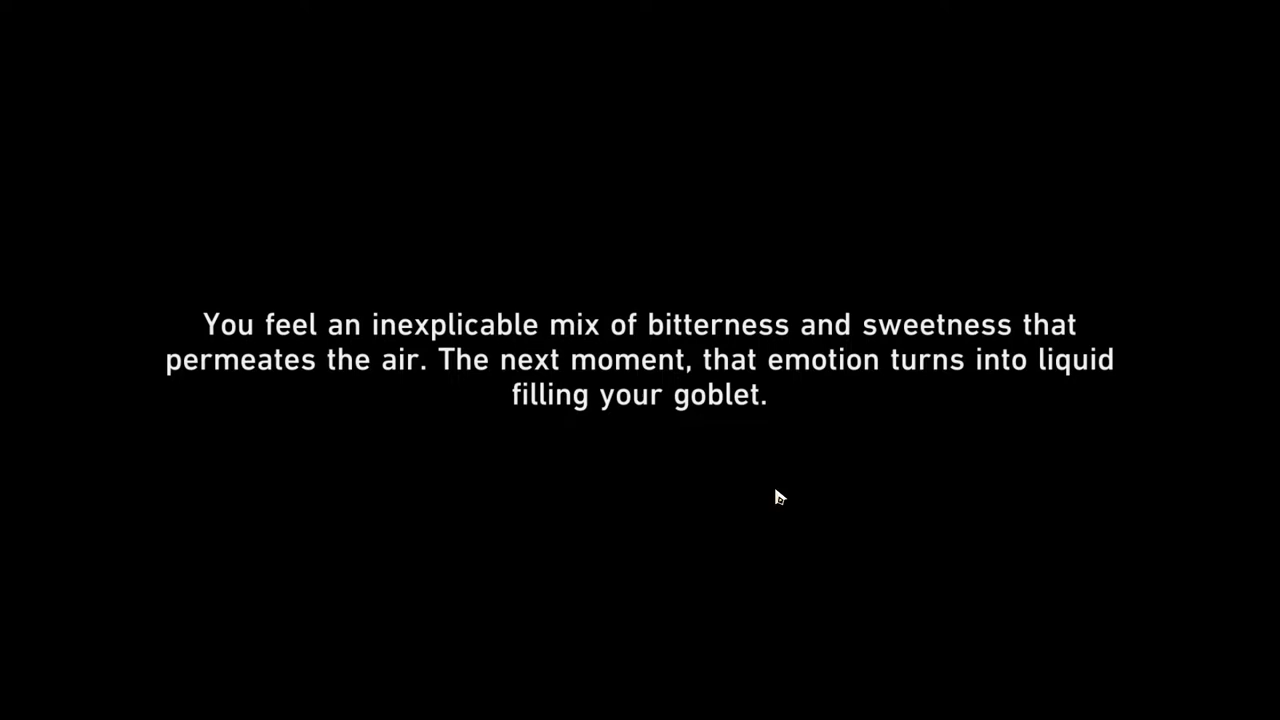 You feel an inexplicable mix of bitterness and sweetness that
permeates the air. The next moment, that emotion turns into liquid
filling your goblet.